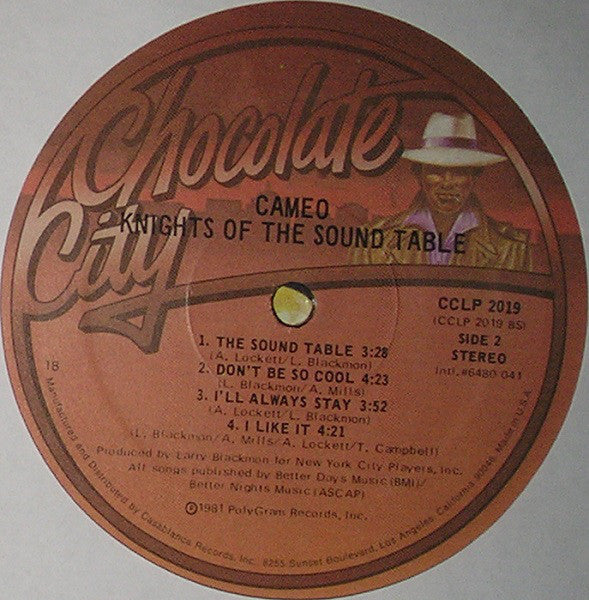 Chocolate
City
CAMEO
KNIGHTS OF THE SOUND TABLE
CCLP 2019
(CCLP 2019 BS)
SIDE 2
STEREO
Intl.#6480 041
18
1. THE SOUND TABLE 3:28
(A. Lockett/L. Blackmon)
2. DON'T BE SO COOL 4:23
(L. Blackmon/A. Mills)
3. I'LL ALWAYS STAY 3:52
(A. Lockett/L. Blackmon)
4. I LIKE IT 4:21
(L. Blackmon/A. Mills/A. Lockett/T. Campbell)
Produced by Larry Blackmon for New York City Players, Inc.
All songs published by Better Days Music (BMI)/
Better Nights Music (ASCAP)
℗1981 PolyGram Records, Inc.
Manufactured and Distributed by Casablanca Records, Inc. 8255 Sunset Boulevard, Los Angeles, California 90046. Made in U.S.A.